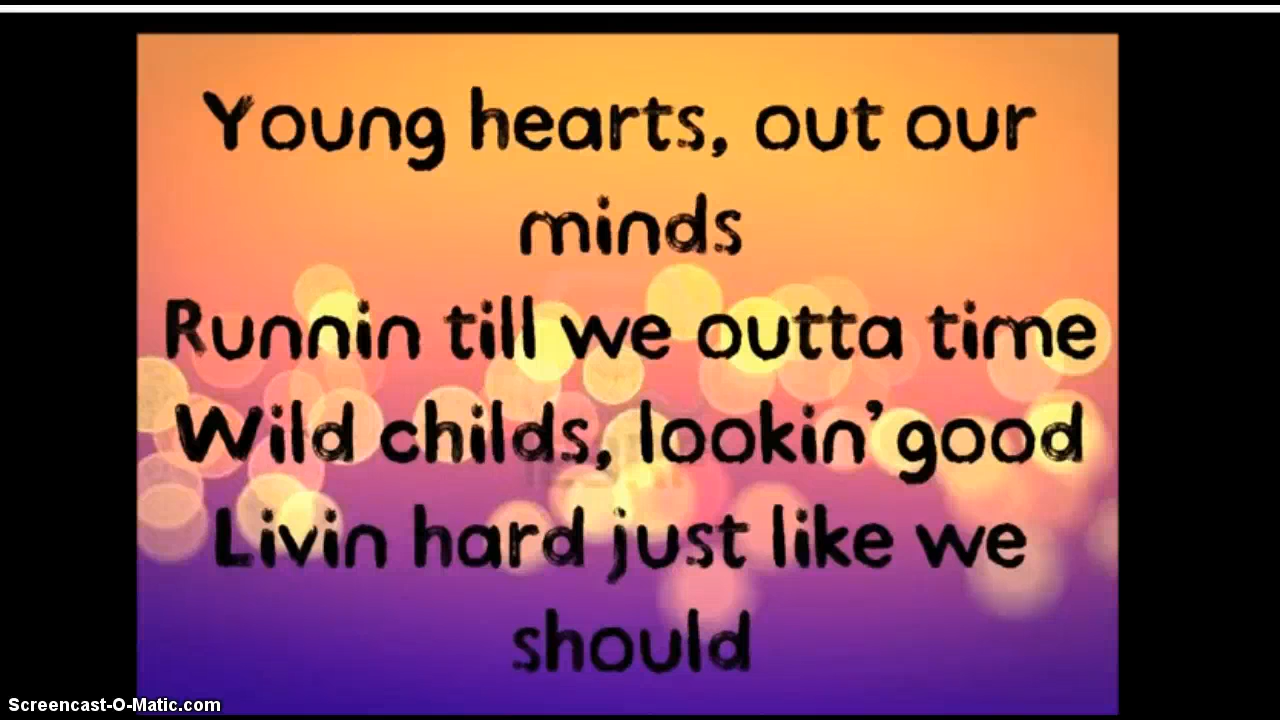 Young hearts, out our
minds
Runnin till we outta time
Wild childs, lookin' good
Livin hard just like we
should
Screencast-O-Matic.com